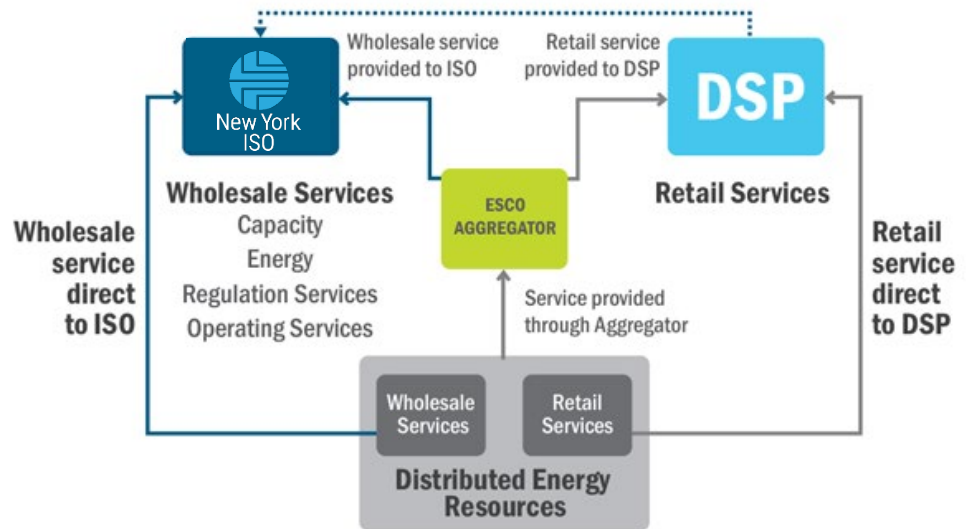 Wholesale service
provided to ISO
Retail service
provided to DSP
New York
ISO
DSP
ESCO
AGGREGATOR
Wholesale Services
Capacity
Energy
Regulation Services
Operating Services
Retail Services
Wholesale
service
direct
to ISO
Retail
service
direct
to DSP
Service provided
through Aggregator
Wholesale
Services
Retail
Services
Distributed Energy
Resources